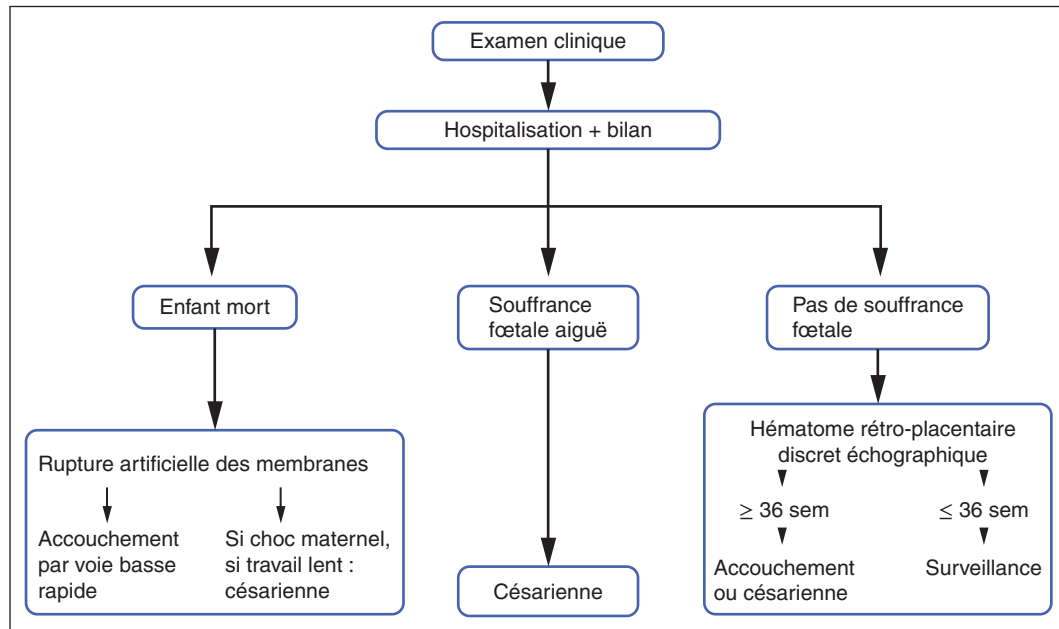 Examen clinique
Hospitalisation + bilan
Enfant mort
Souffrance
fœtale aiguë
Pas de souffrance
fœtale
Rupture artificielle des membranes
Accouchement
par voie basse
rapide
Si choc maternel,
si travail lent :
césarienne
Césarienne
Hématome rétro-placentaire
discret échographique
≥ 36 sem
Accouchement
ou césarienne
≤ 36 sem
Surveillance